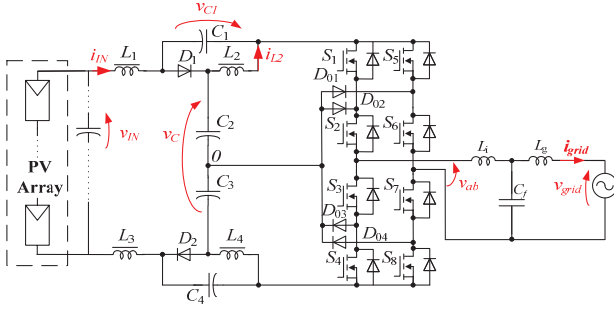 v_C1
C_1
i_IN
L_1
D_1
L_2
i_L2
S_1
S_5
D_01
D_02
v_IN
v_C
C_2
S_2
S_6
0
PV
Array
C_3
L_i
L_g
i_grid
S_3
S_7
v_ab
C_f
v_grid
D_03
L_3
D_2
L_4
D_04
S_4
S_8
C_4